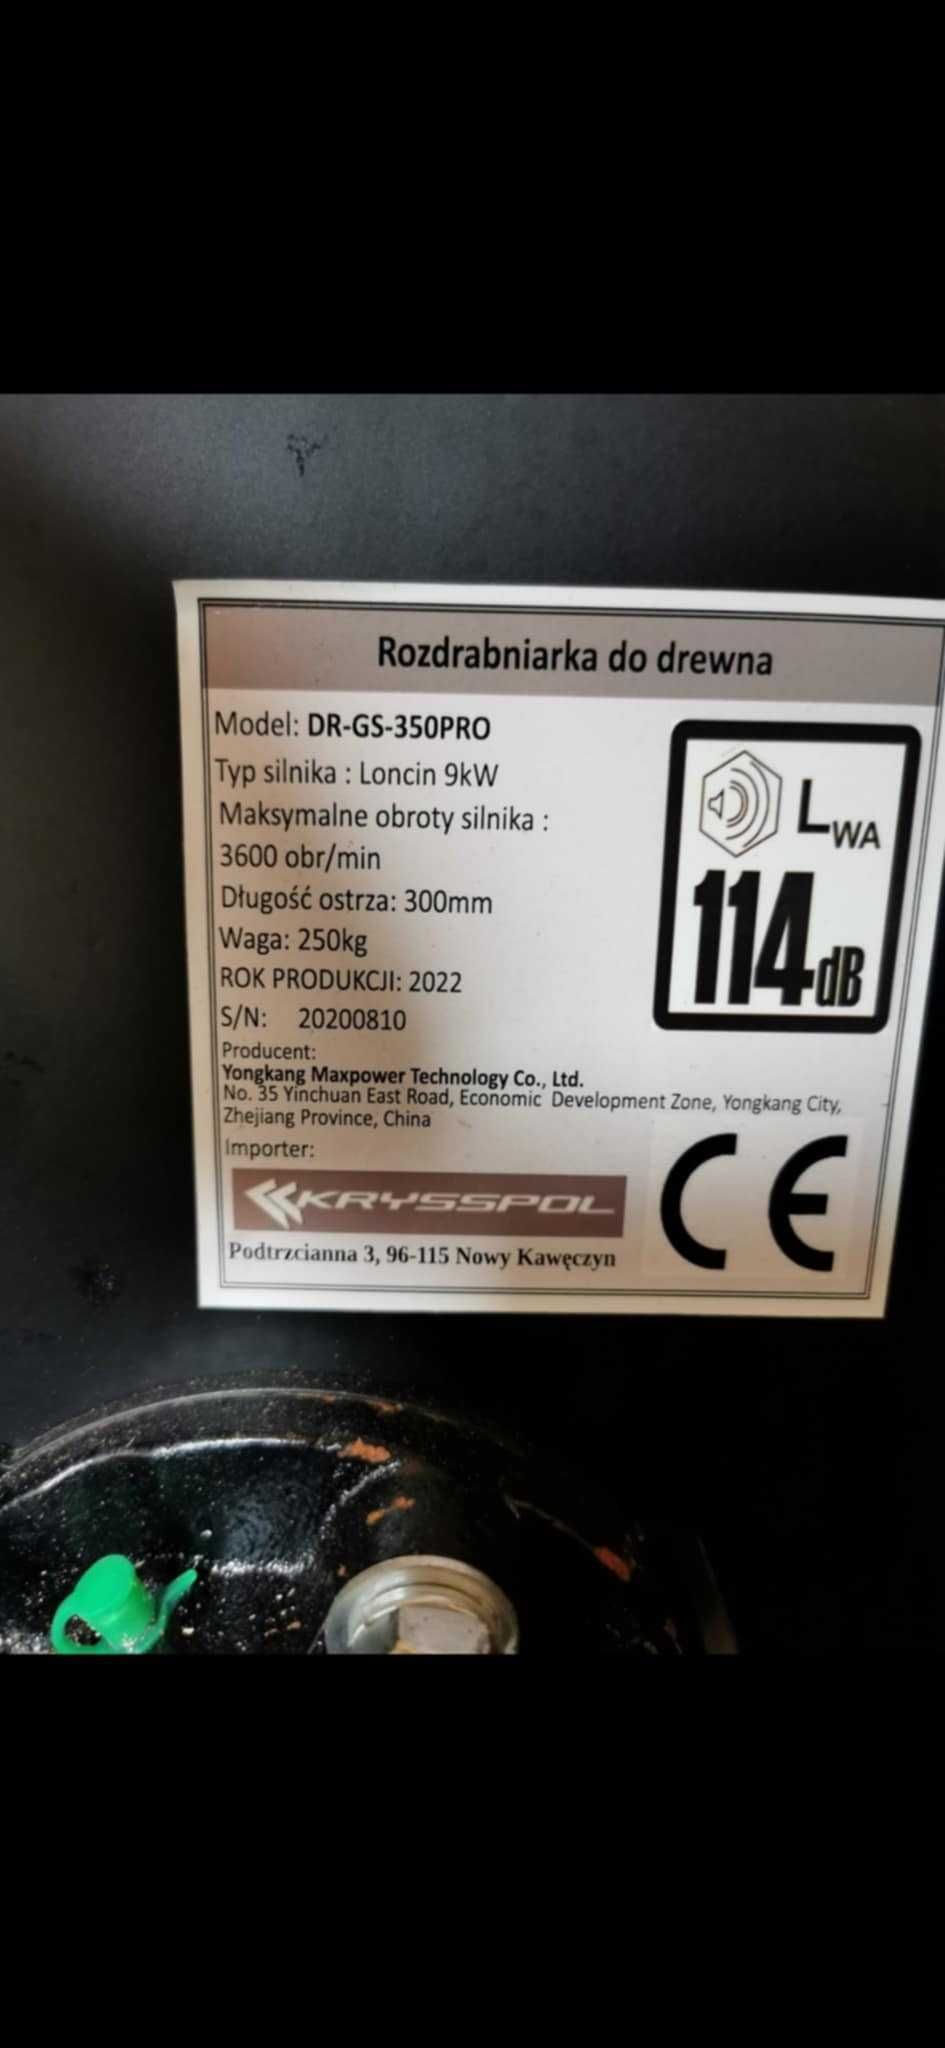 Rozdrabniarka do drewna
Model: DR-GS-350PRO
Typ silnika : Loncin 9kW
Maksymalne obroty silnika :
3600 obr/min
Długość ostrza: 300mm
Waga: 250kg
ROK PRODUKCJI: 2022
S/N: 20200810
LWA
114dB
Producent:
Yongkang Maxpower Technology Co., Ltd.
No. 35 Yinchuan East Road, Economic Development Zone, Yongkang City,
Zhejiang Province, China
Importer:
KRYSSPOL
Podtrzcianna 3, 96-115 Nowy Kawęczyn
CE